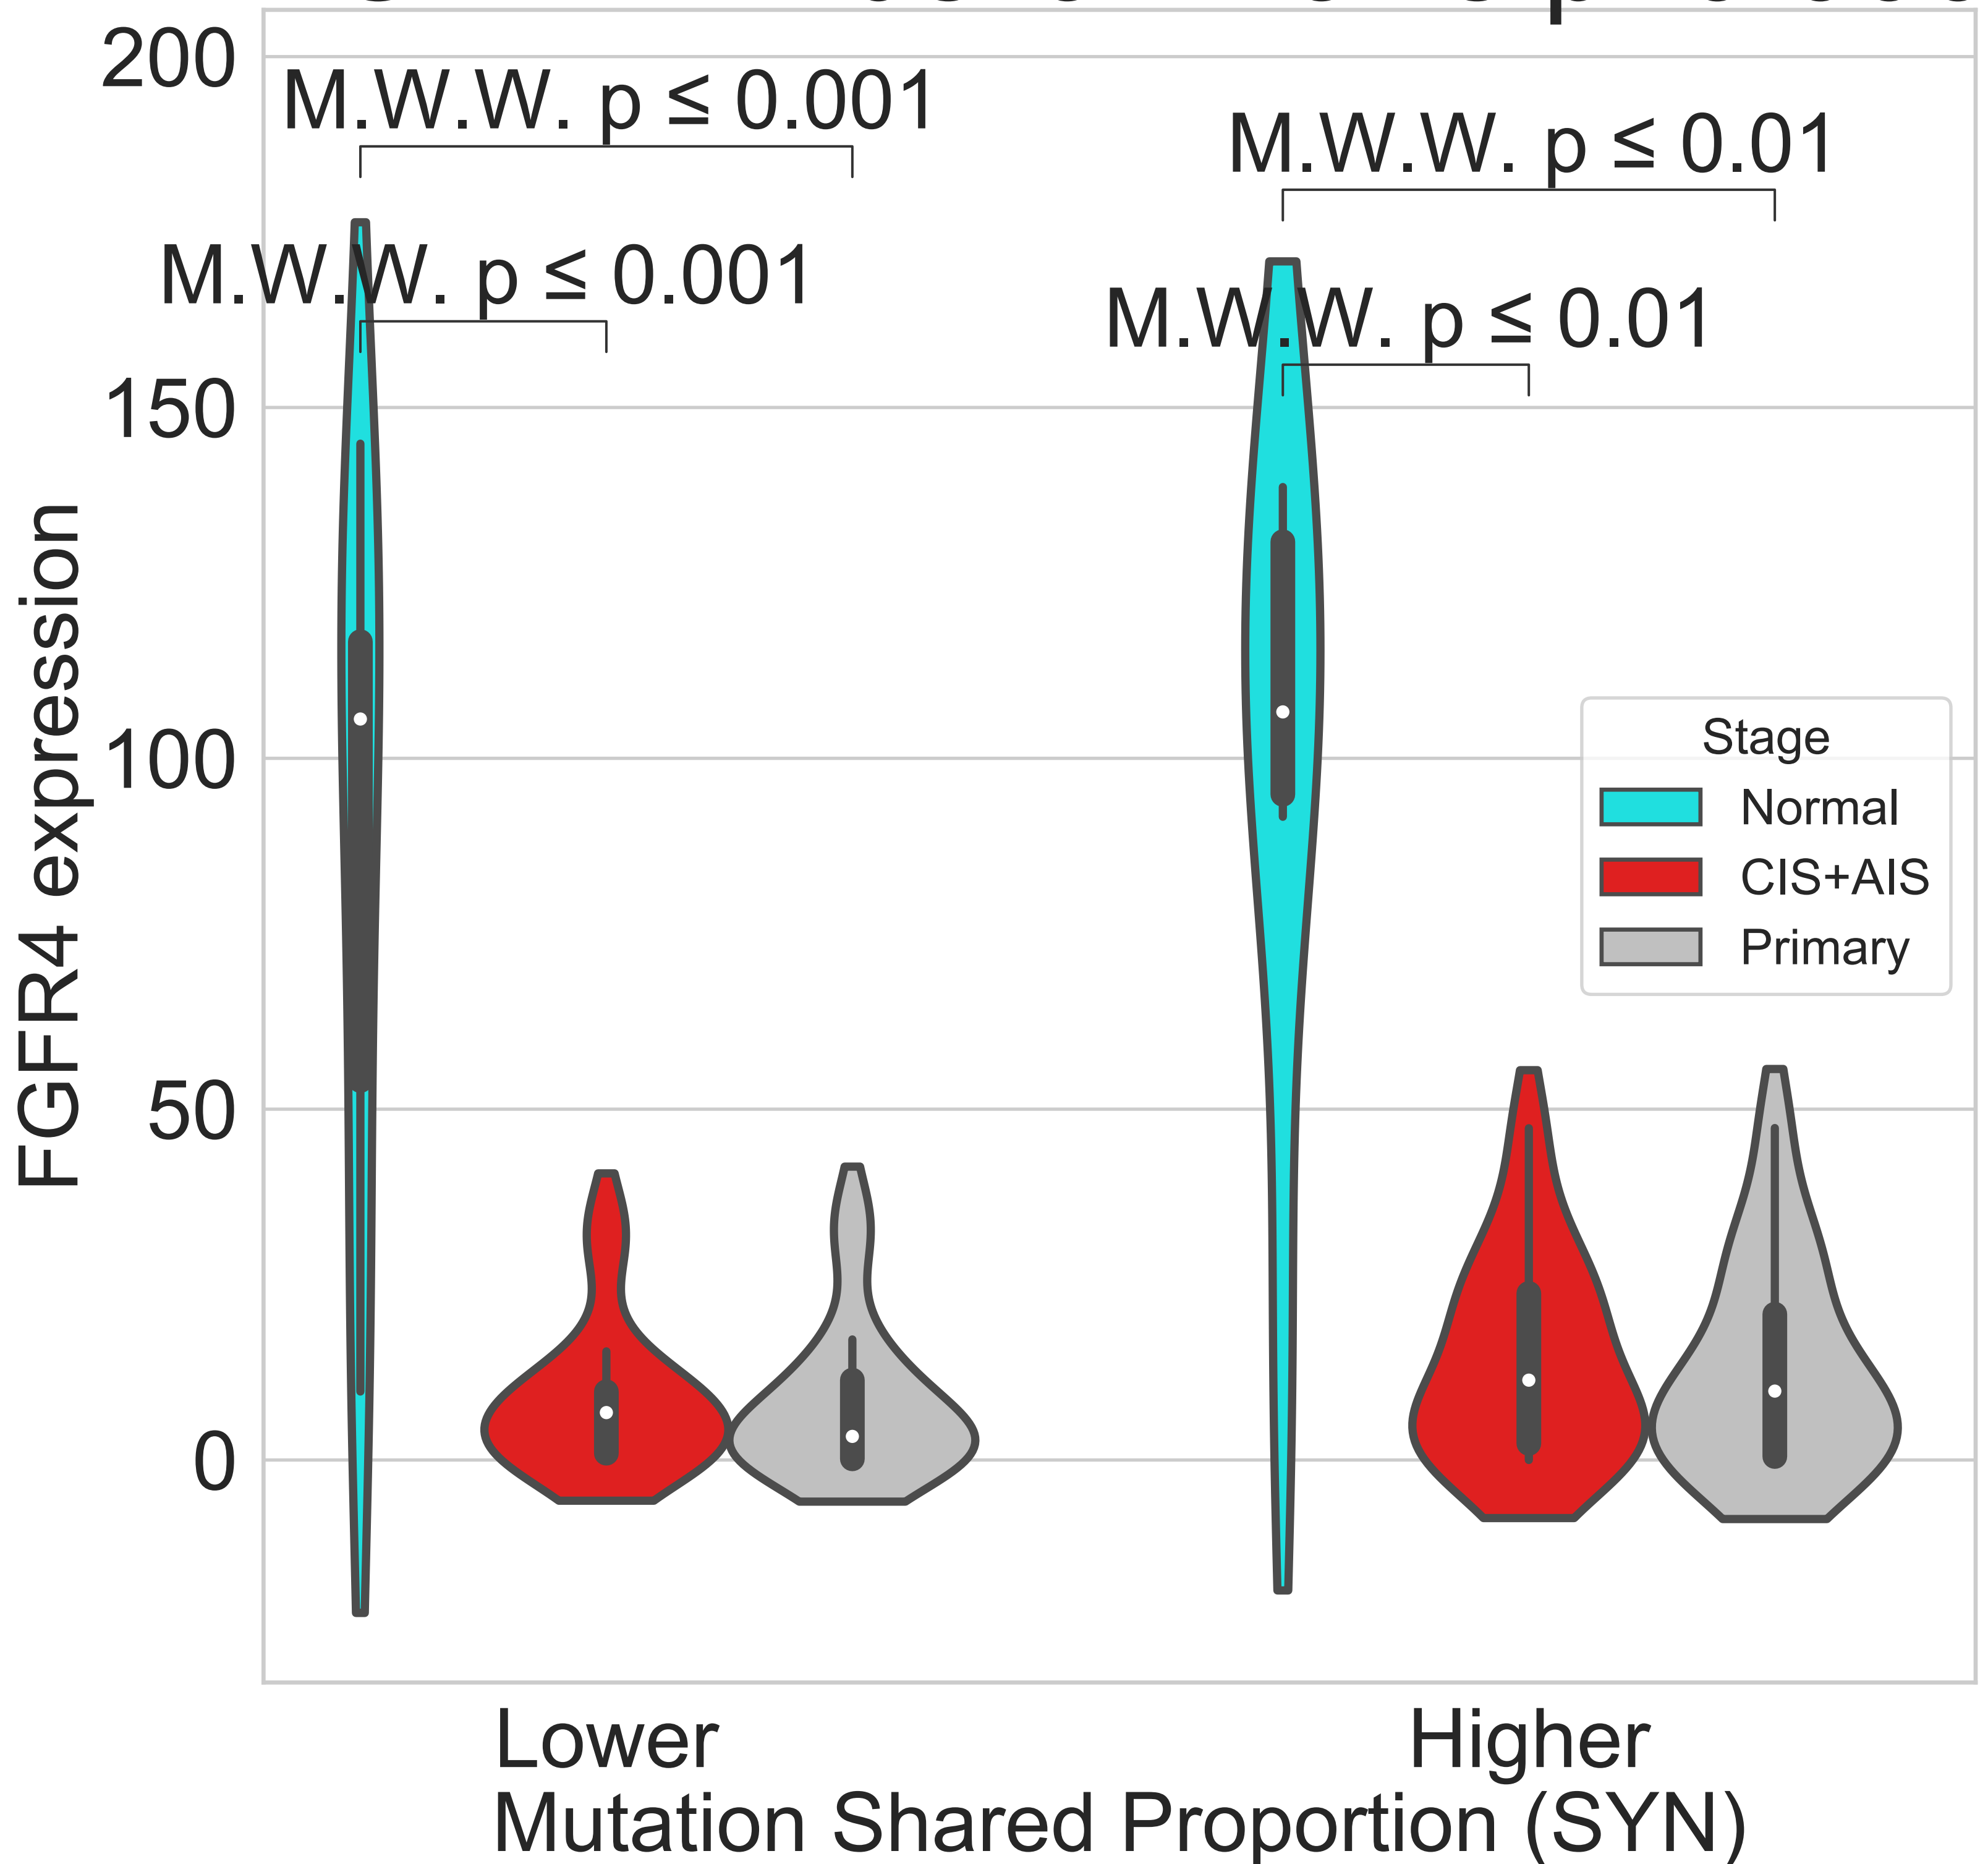 200
M.W.W. p ≤ 0.001
M.W.W. p ≤ 0.01
M.W.W. p ≤ 0.001
M.W.W. p ≤ 0.01
150
100
50
0
FGFR4 expression
Stage
Normal
CIS+AIS
Primary
Lower
Higher
Mutation Shared Proportion (SYN)